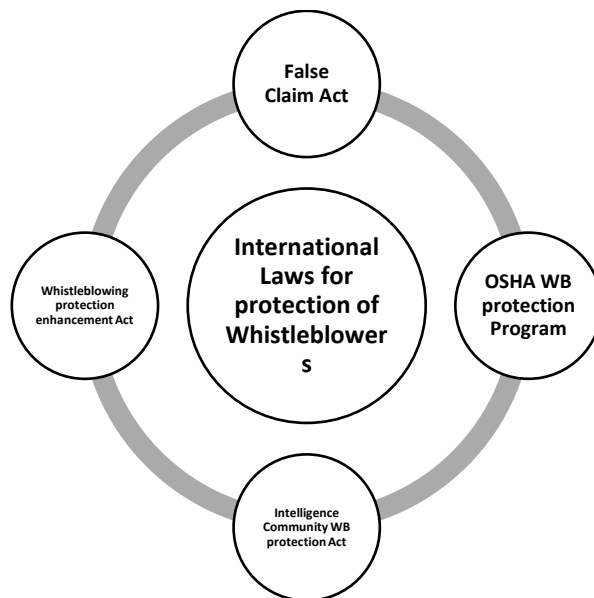 False
Claim Act
International
Laws for
protection of
Whistleblower
s
OSHA WB
protection
Program
Whistleblowing
protection
enhancement Act
Intelligence
Community WB
protection Act